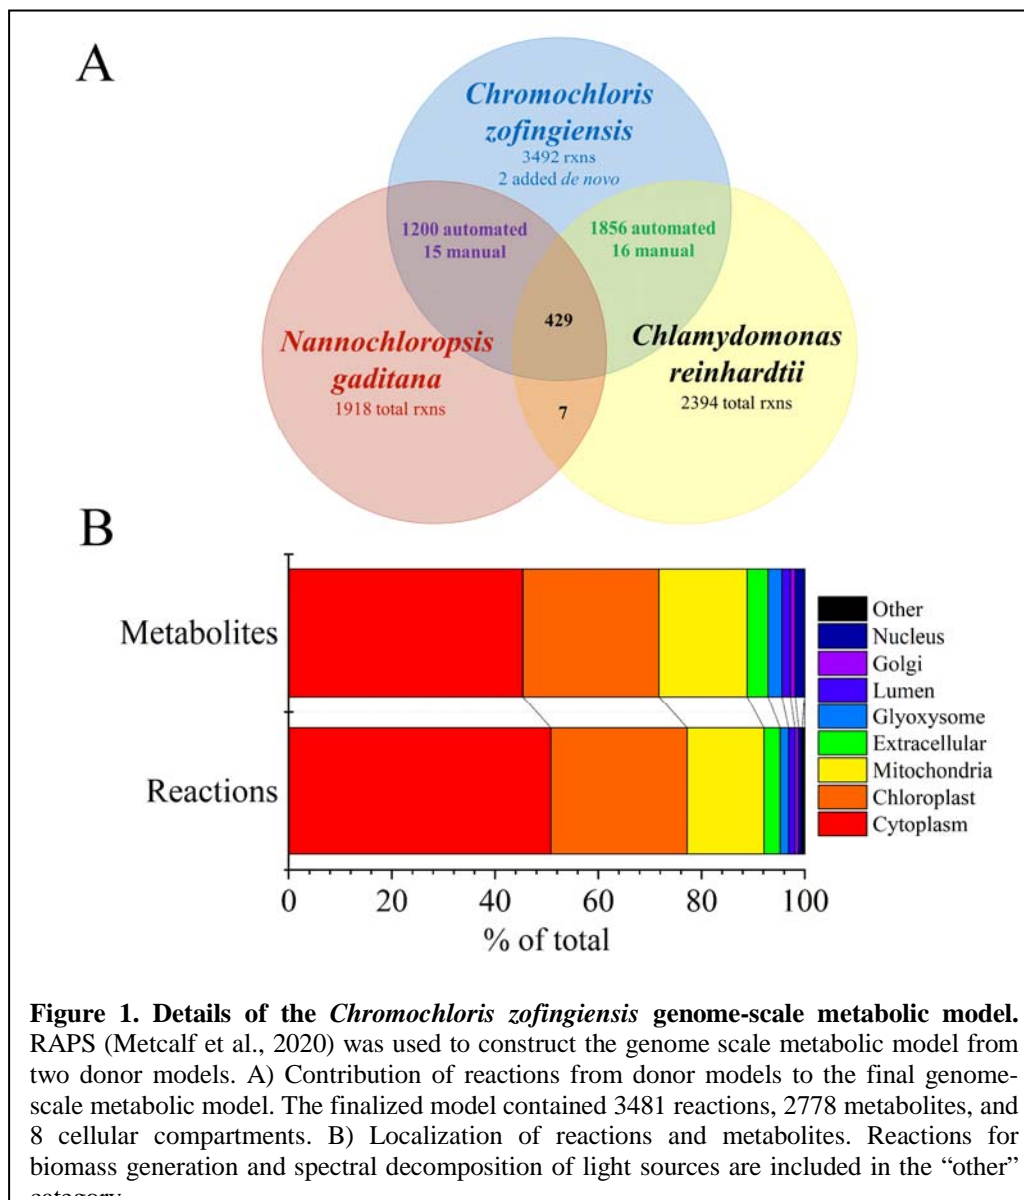 A
Chromochloris
zofingiensis
3492 rxns
2 added de novo
1200 automated
15 manual
1856 automated
16 manual
429
Nannochloropsis
gaditana
1918 total rxns
Chlamydomonas
reinhardtii
2394 total rxns
7
B
Metabolites
Reactions
Other
Nucleus
Golgi
Lumen
Glyoxysome
Extracellular
Mitochondria
Chloroplast
Cytoplasm
0 20 40 60 80 100
% of total
Figure 1. Details of the Chromochloris zofingiensis genome-scale metabolic model.
RAPS (Metcalf et al., 2020) was used to construct the genome scale metabolic model from
two donor models. A) Contribution of reactions from donor models to the final genome-
scale metabolic model. The finalized model contained 3481 reactions, 2778 metabolites, and
8 cellular compartments. B) Localization of reactions and metabolites. Reactions for
biomass generation and spectral decomposition of light sources are included in the “other”